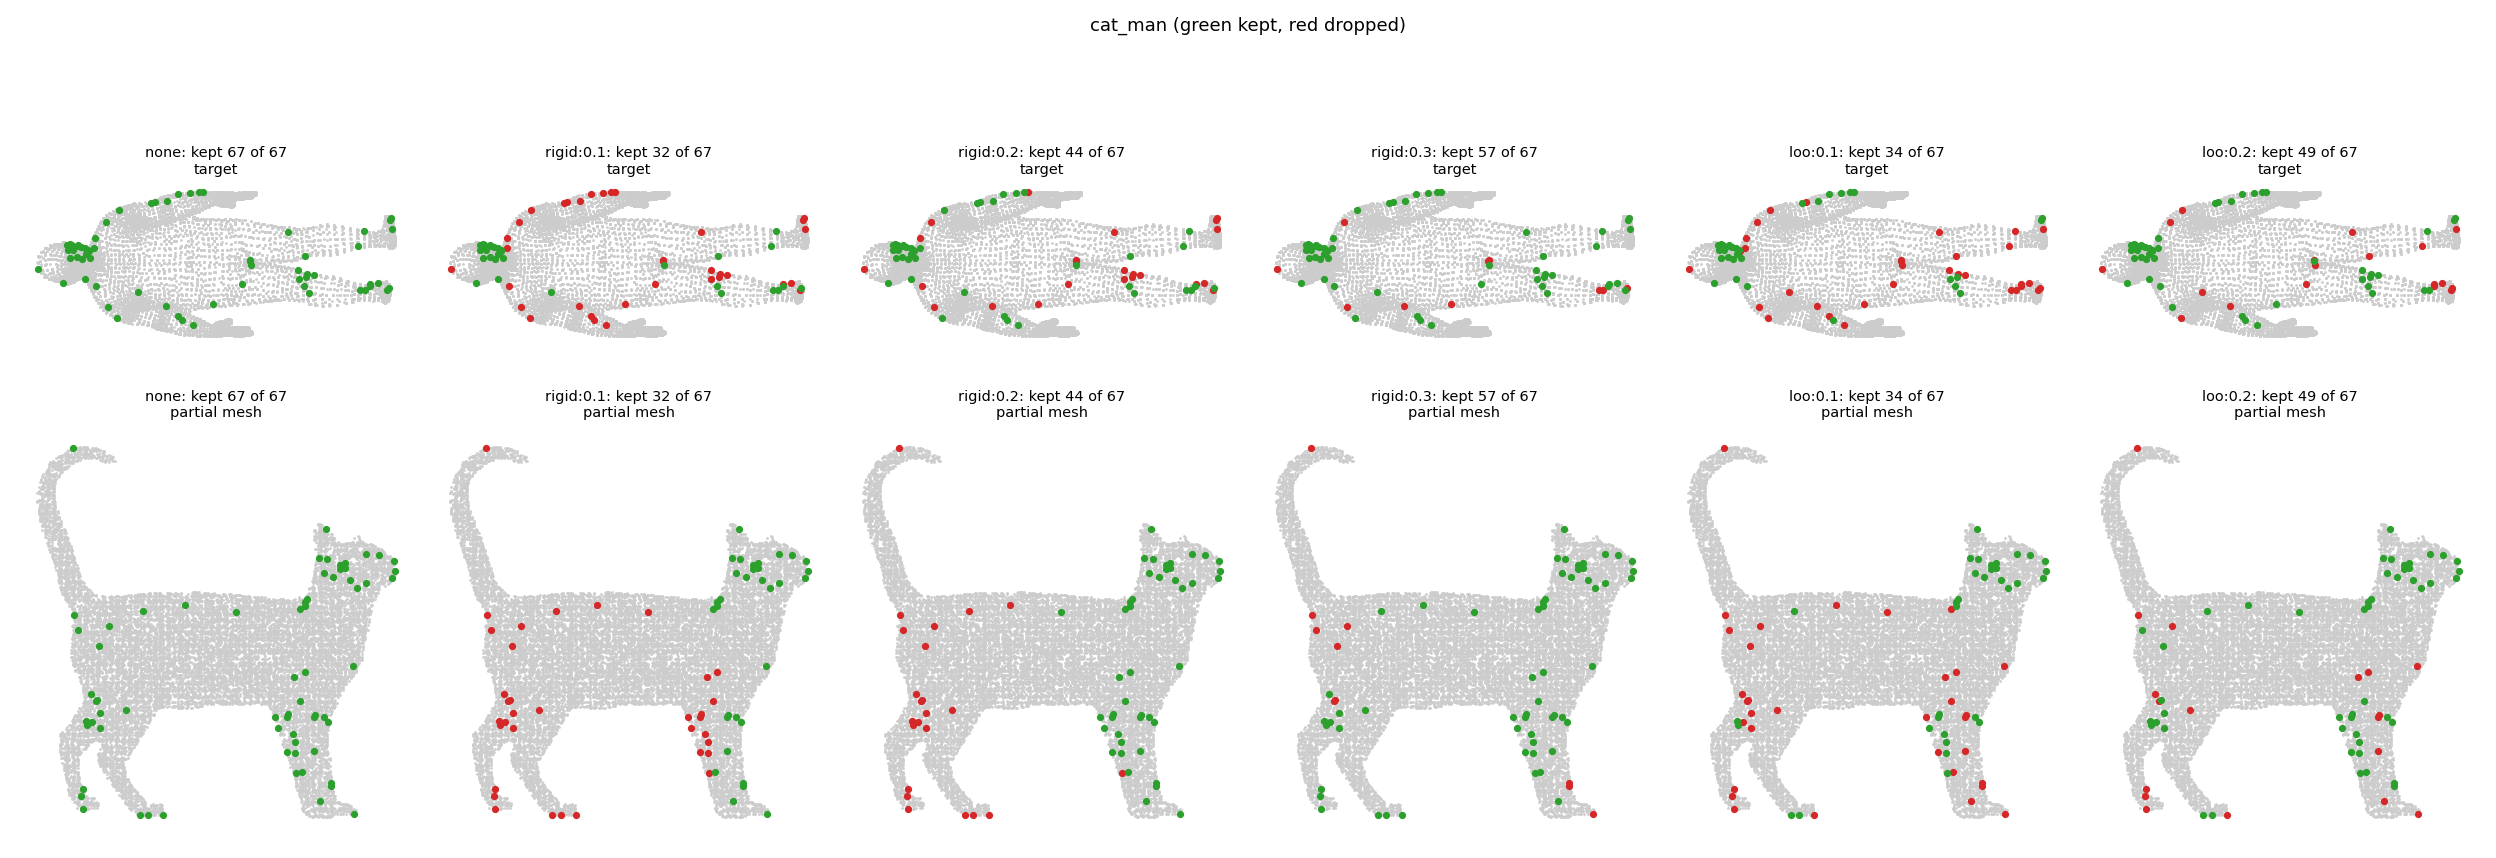 cat_man (green kept, red dropped)
none: kept 67 of 67
target
rigid:0.1: kept 32 of 67
target
rigid:0.2: kept 44 of 67
target
rigid:0.3: kept 57 of 67
target
loo:0.1: kept 34 of 67
target
loo:0.2: kept 49 of 67
target
none: kept 67 of 67
partial mesh
rigid:0.1: kept 32 of 67
partial mesh
rigid:0.2: kept 44 of 67
partial mesh
rigid:0.3: kept 57 of 67
partial mesh
loo:0.1: kept 34 of 67
partial mesh
loo:0.2: kept 49 of 67
partial mesh